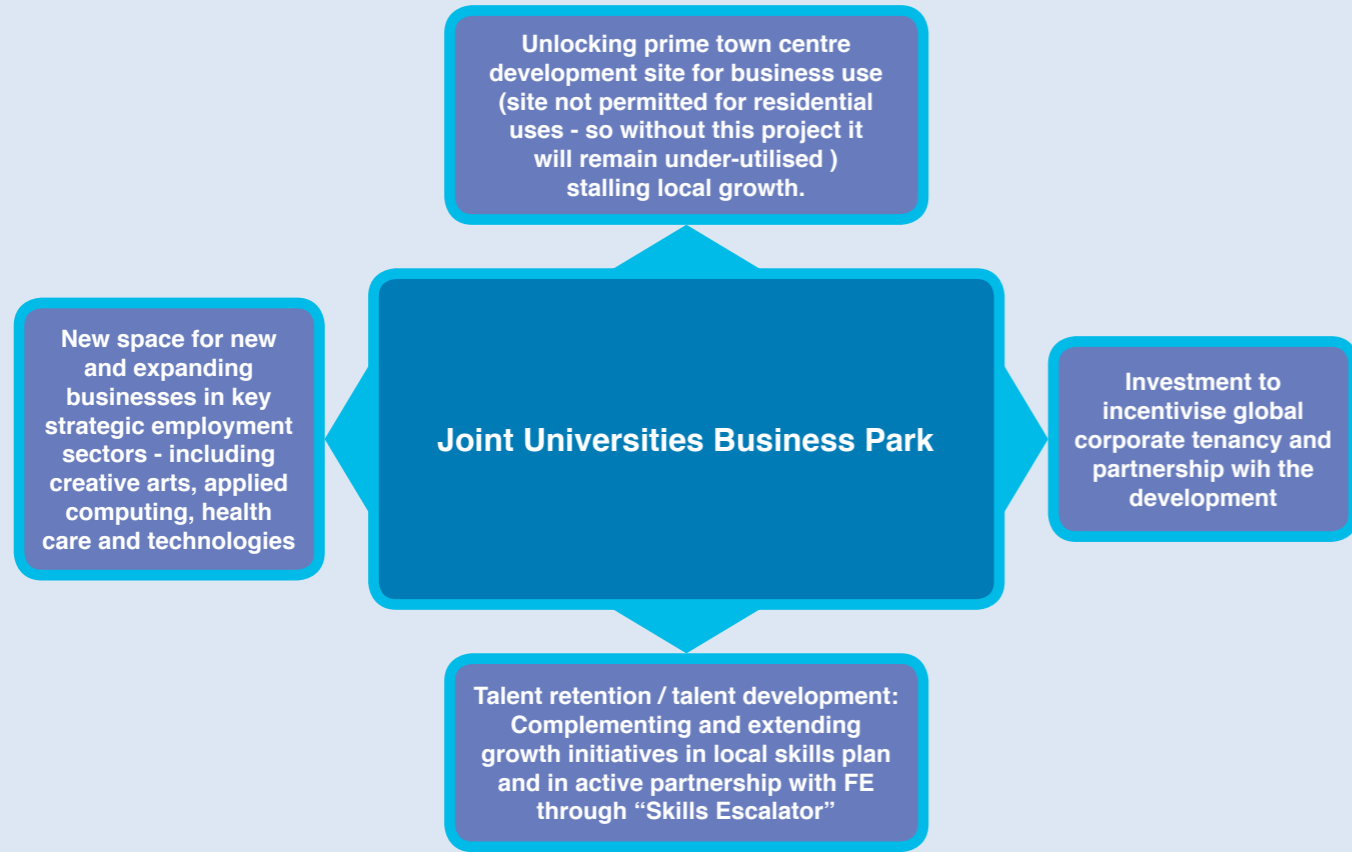 Unlocking prime town centre
development site for business use
(site not permitted for residential
uses - so without this project it
will remain under-utilised )
stalling local growth.
New space for new
and expanding
businesses in key
strategic employment
sectors - including
creative arts, applied
computing, health
care and technologies
Joint Universities Business Park
Investment to
incentivise global
corporate tenancy and
partnership wih the
development
Talent retention / talent development:
Complementing and extending
growth initiatives in local skills plan
and in active partnership with FE
through “Skills Escalator”